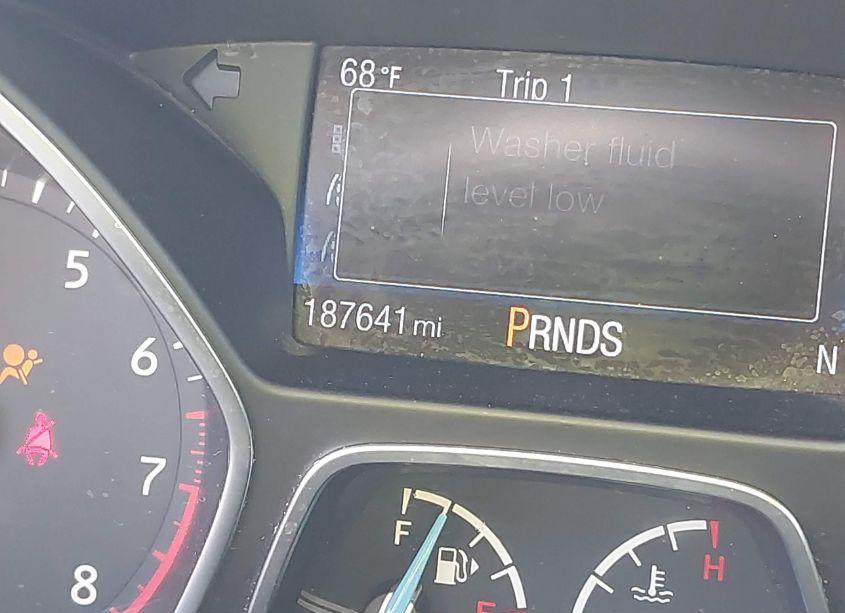 68°F Trip 1
Washer fluid
level low
187641 mi PRNDS N
5
6
7
8
F
H
E